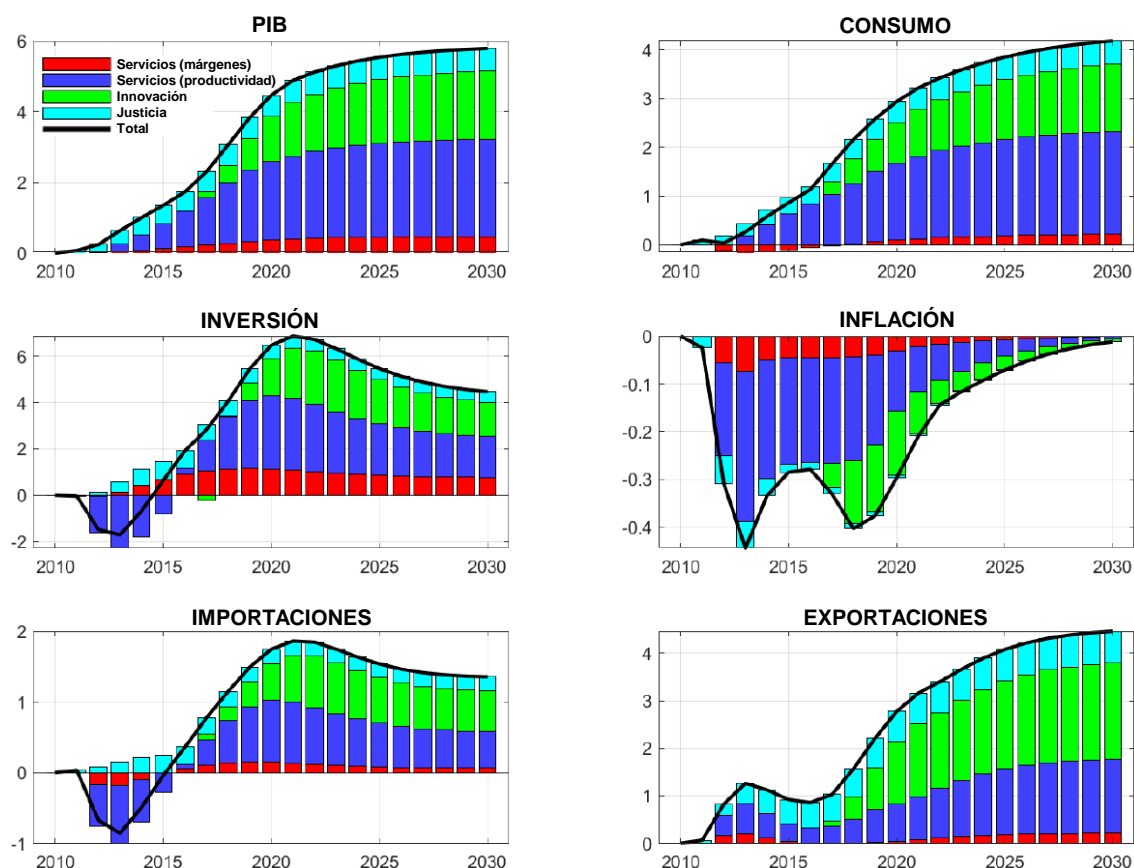 PIB
6
4
2
0
Servicios (márgenes)
Servicios (productividad)
Innovación
Justicia
Total
2010 2015 2020 2025 2030
CONSUMO
4
3
2
1
0
2010 2015 2020 2025 2030
INVERSIÓN
6
4
2
0
-2
2010 2015 2020 2025 2030
INFLACIÓN
0
-0.1
-0.2
-0.3
-0.4
2010 2015 2020 2025 2030
IMPORTACIONES
2
1
0
-1
2010 2015 2020 2025 2030
EXPORTACIONES
4
3
2
1
0
2010 2015 2020 2025 2030